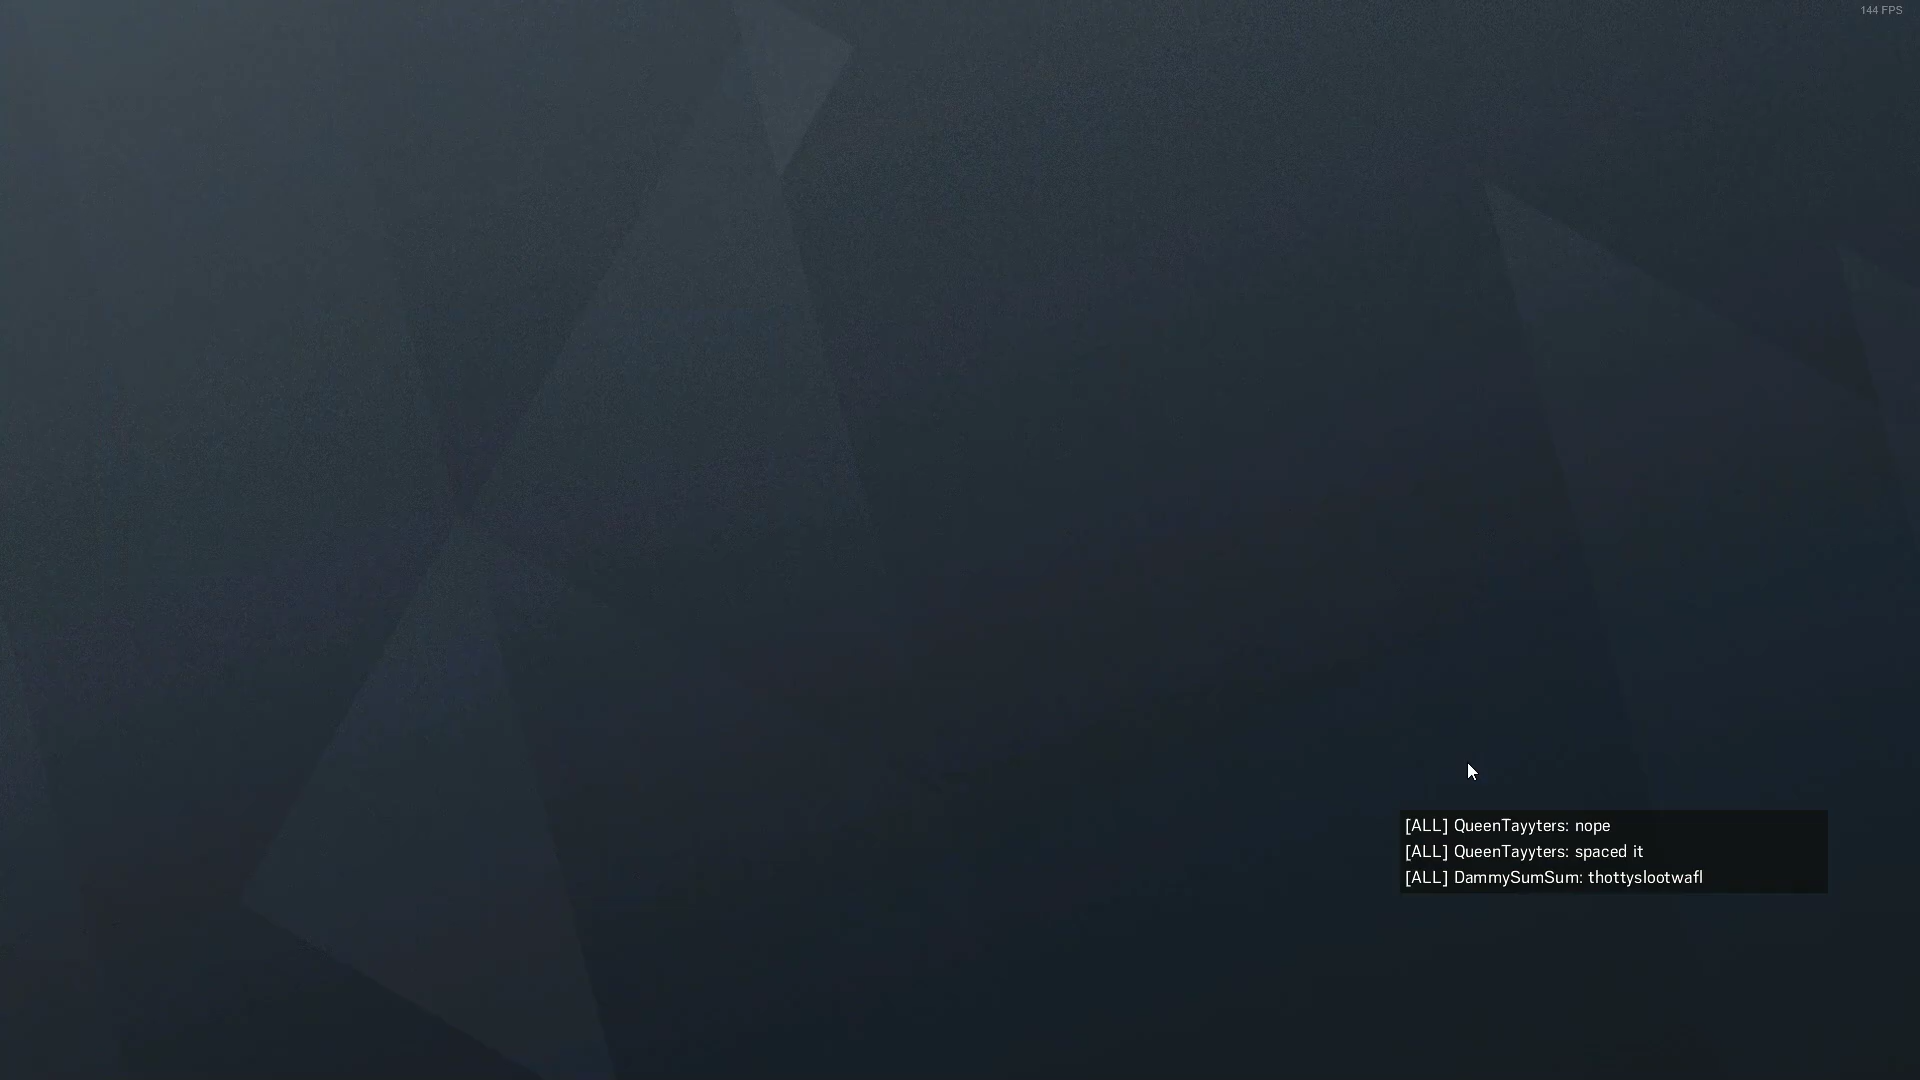 144 FPS
[ALL] QueenTayyters: nope
[ALL] QueenTayyters: spaced it
[ALL] DammySumSum: thottyslootwafl